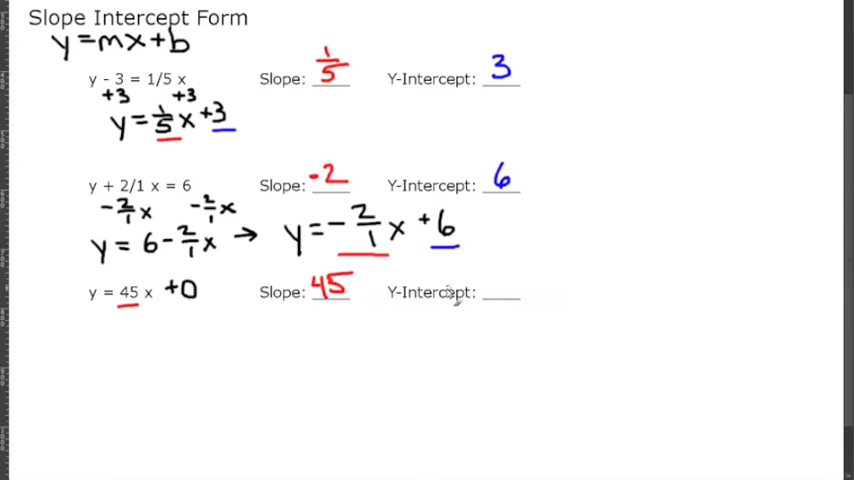 Slope Intercept Form
y=mx+b
y - 3 = 1/5 x Slope: 1/5 Y-Intercept: 3
+3 +3
y=1/5x+3
y + 2/1 x = 6 Slope: -2 Y-Intercept: 6
-2/1x -2/1x
y = 6-2/1x → y=-2/1x+6
y = 45 x +0 Slope: 45 Y-Intercept: ____